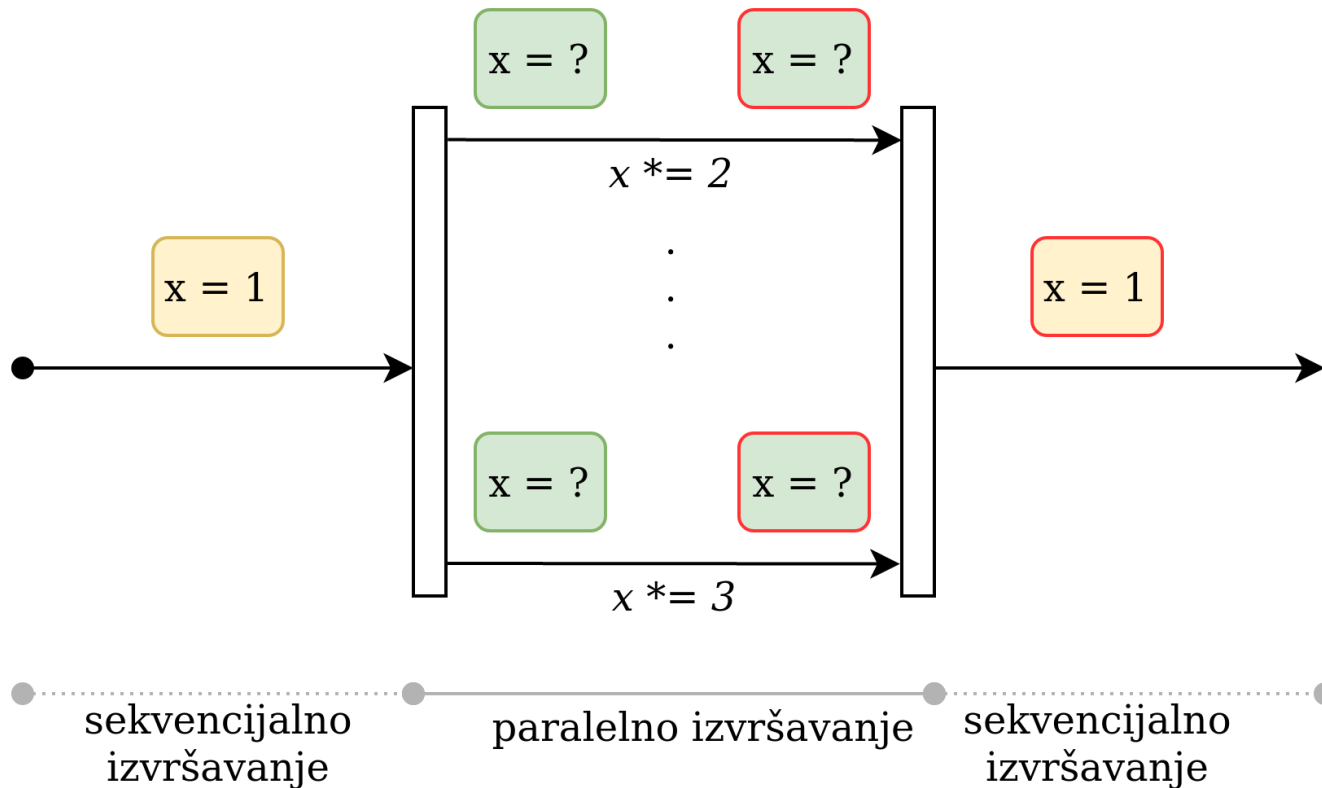 x = ?
x = ?
x *= 2
.
.
.
x = 1
x = 1
x = ?
x = ?
x *= 3
sekvencijalno
izvršavanje
paralelno izvršavanje
sekvencijalno
izvršavanje